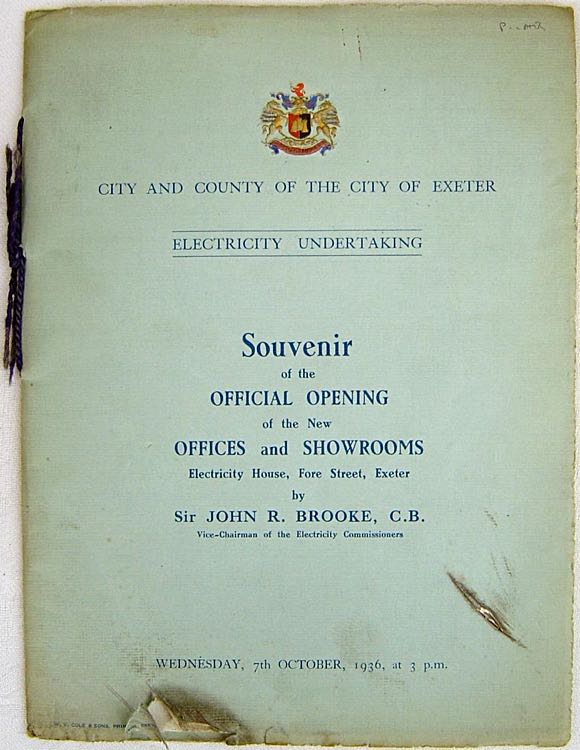 CITY AND COUNTY OF THE CITY OF EXETER
ELECTRICITY UNDERTAKING
Souvenir
of the
OFFICIAL OPENING
of the New
OFFICES and SHOWROOMS
Electricity House, Fore Street, Exeter
by
Sir JOHN R. BROOKE, C.B.
Vice-Chairman of the Electricity Commissioners
WEDNESDAY, 7th OCTOBER, 1936, at 3 p.m.
COLE & SONS,